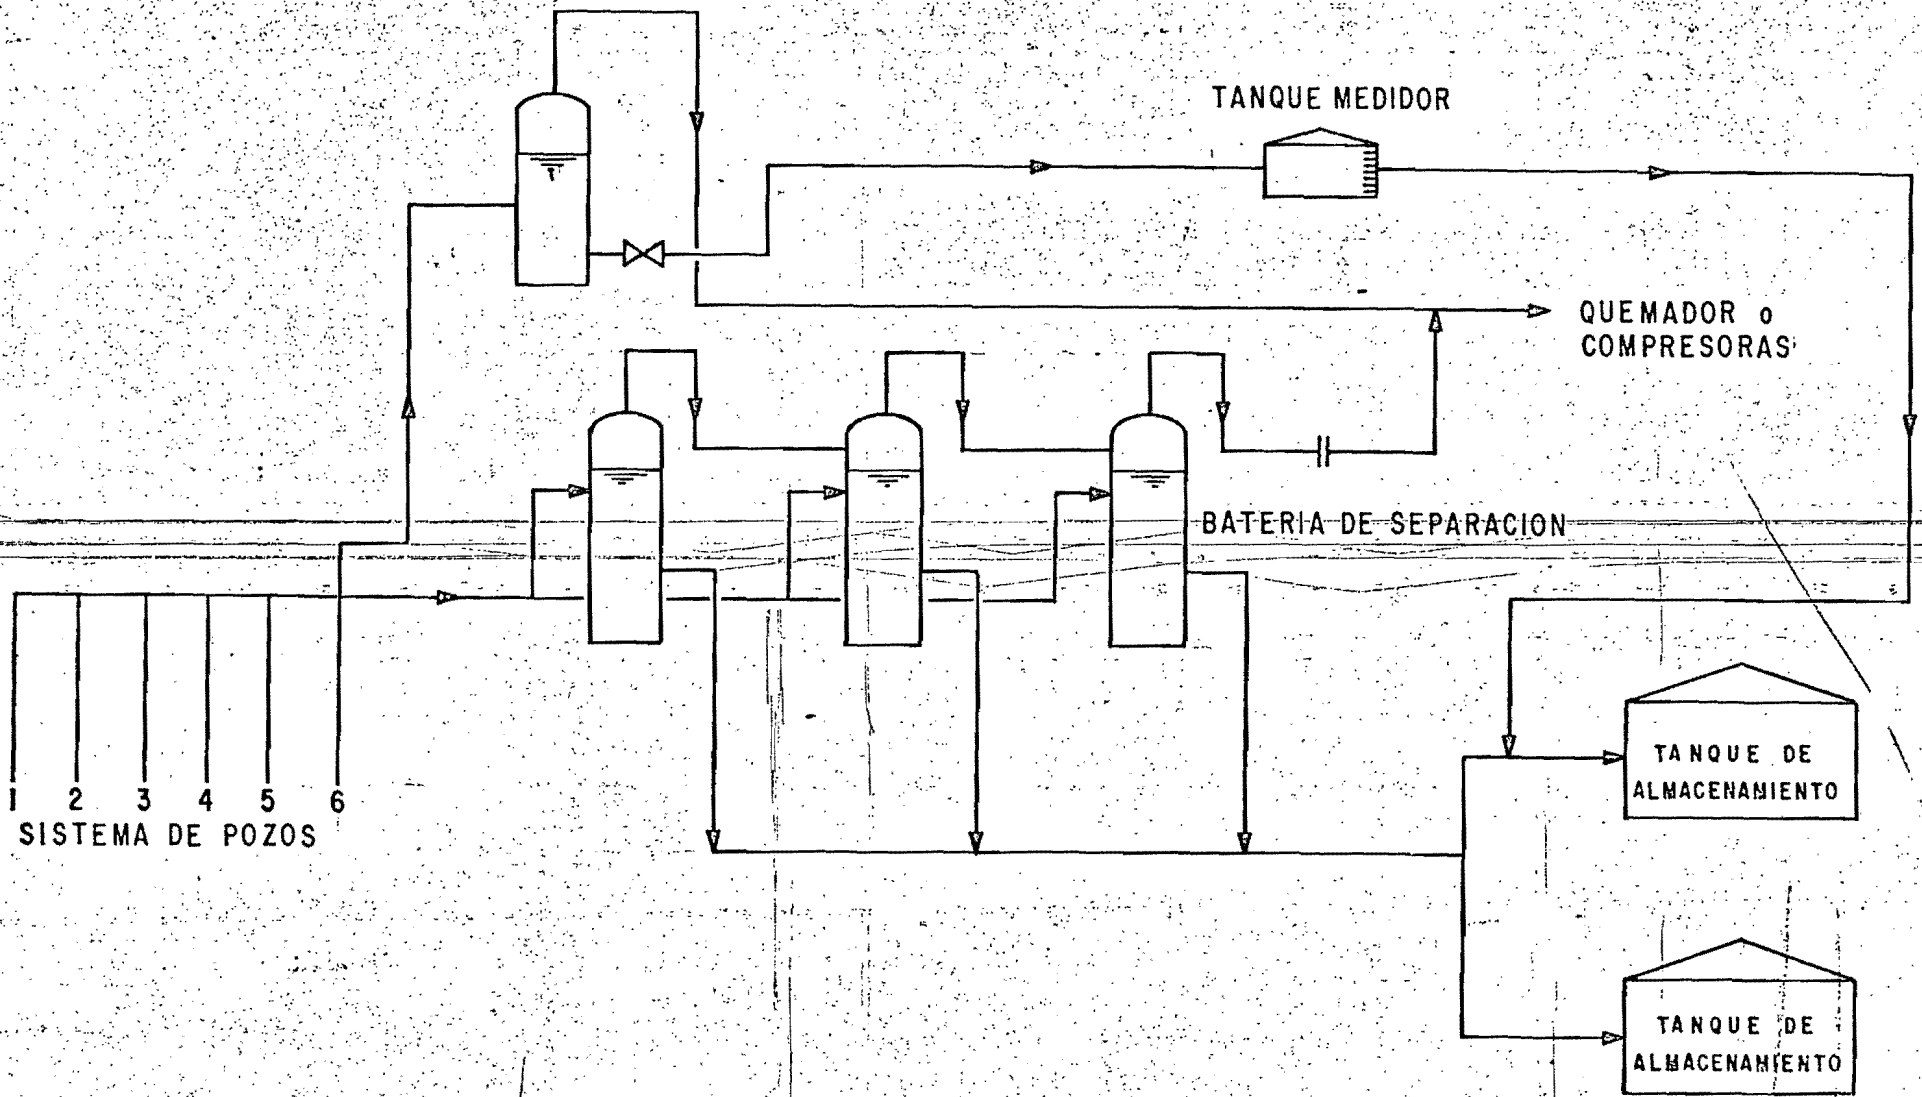 TANQUE MEDIDOR
QUEMADOR o
COMPRESORAS
BATERIA DE SEPARACION
1 2 3 4 5 6
SISTEMA DE POZOS
TANQUE DE
ALMACENAMIENTO
TANQUE DE
ALMACENAMIENTO